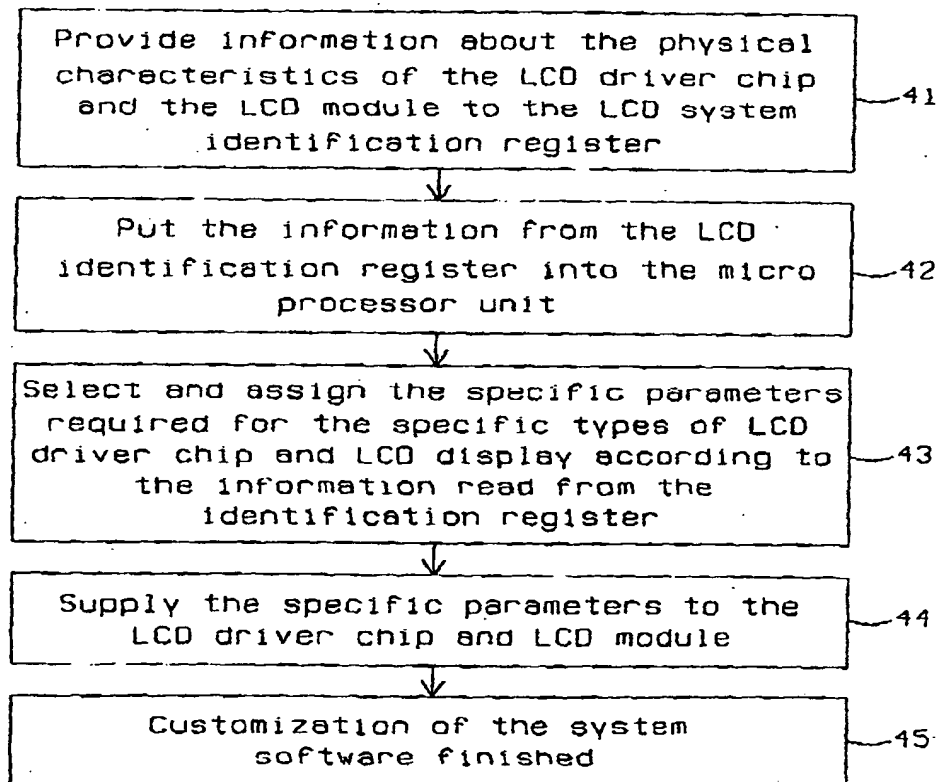 Provide information about the physical
characteristics of the LCD driver chip
and the LCD module to the LCD system
identification register
41
Put the information from the LCD
identification register into the micro
processor unit
42
Select and assign the specific parameters
required for the specific types of LCD
driver chip and LCD display according to
the information read from the
identification register
43
Supply the specific parameters to the
LCD driver chip and LCD module
44
Customization of the system
software finished
45